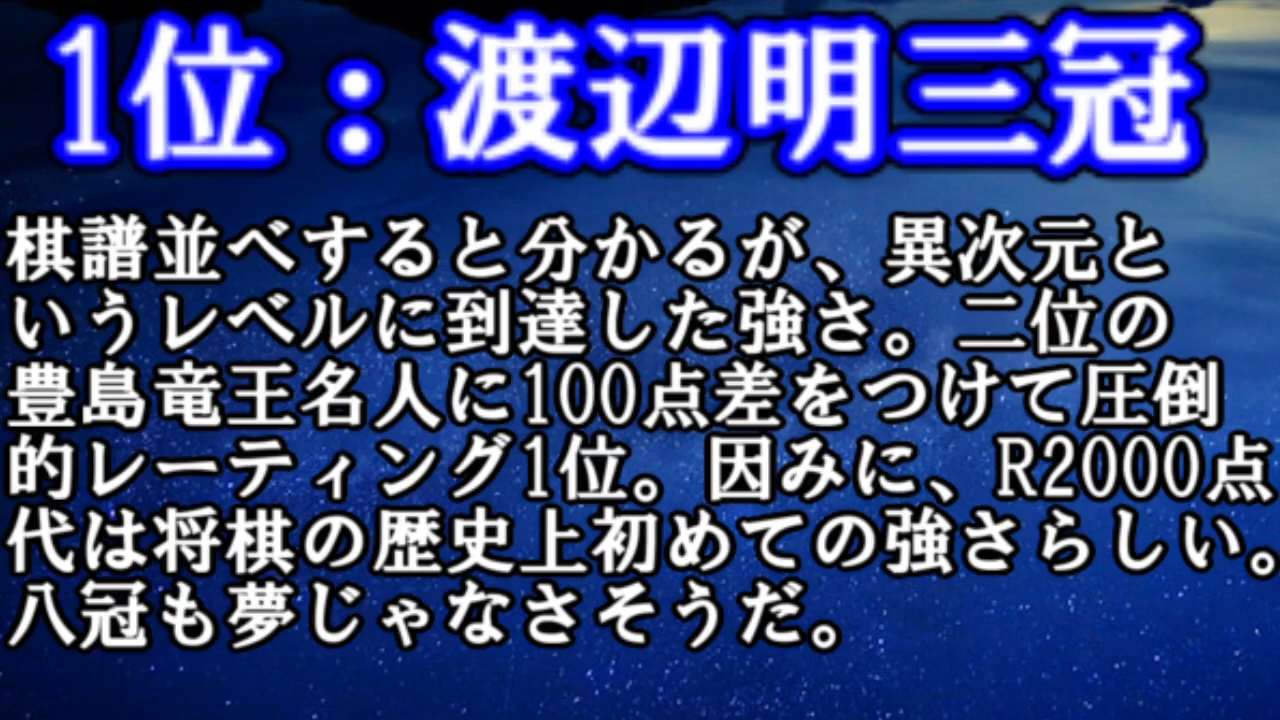 1位：渡辺明三冠
棋譜並べすると分かるが、異次元と
いうレベルに到達した強さ。二位の
豊島竜王名人に100点差をつけて圧倒
的レーティング1位。因みに、R2000点
代は将棋の歴史上初めての強さらしい。
八冠も夢じゃなさそうだ。